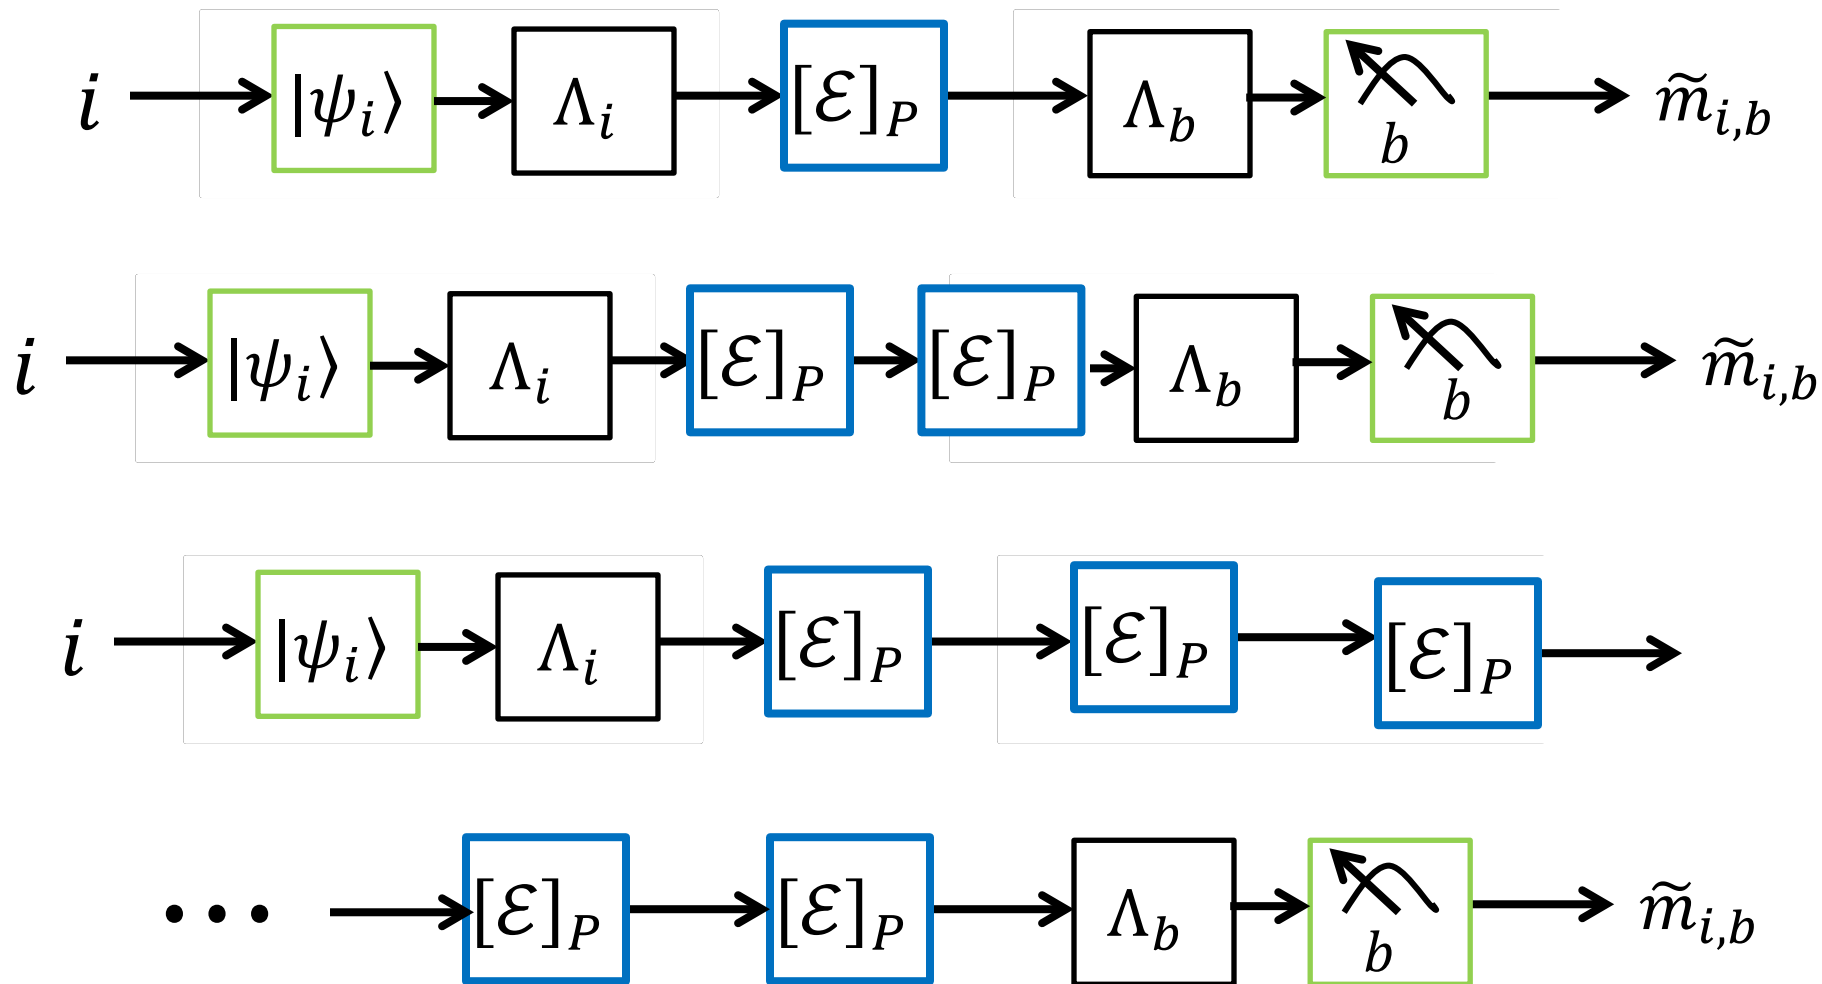 i |ψ_i⟩ Λ_i [ℰ]_P Λ_b b m̃_{i,b}
i |ψ_i⟩ Λ_i [ℰ]_P [ℰ]_P Λ_b b m̃_{i,b}
i |ψ_i⟩ Λ_i [ℰ]_P [ℰ]_P [ℰ]_P
••• [ℰ]_P [ℰ]_P Λ_b b m̃_{i,b}